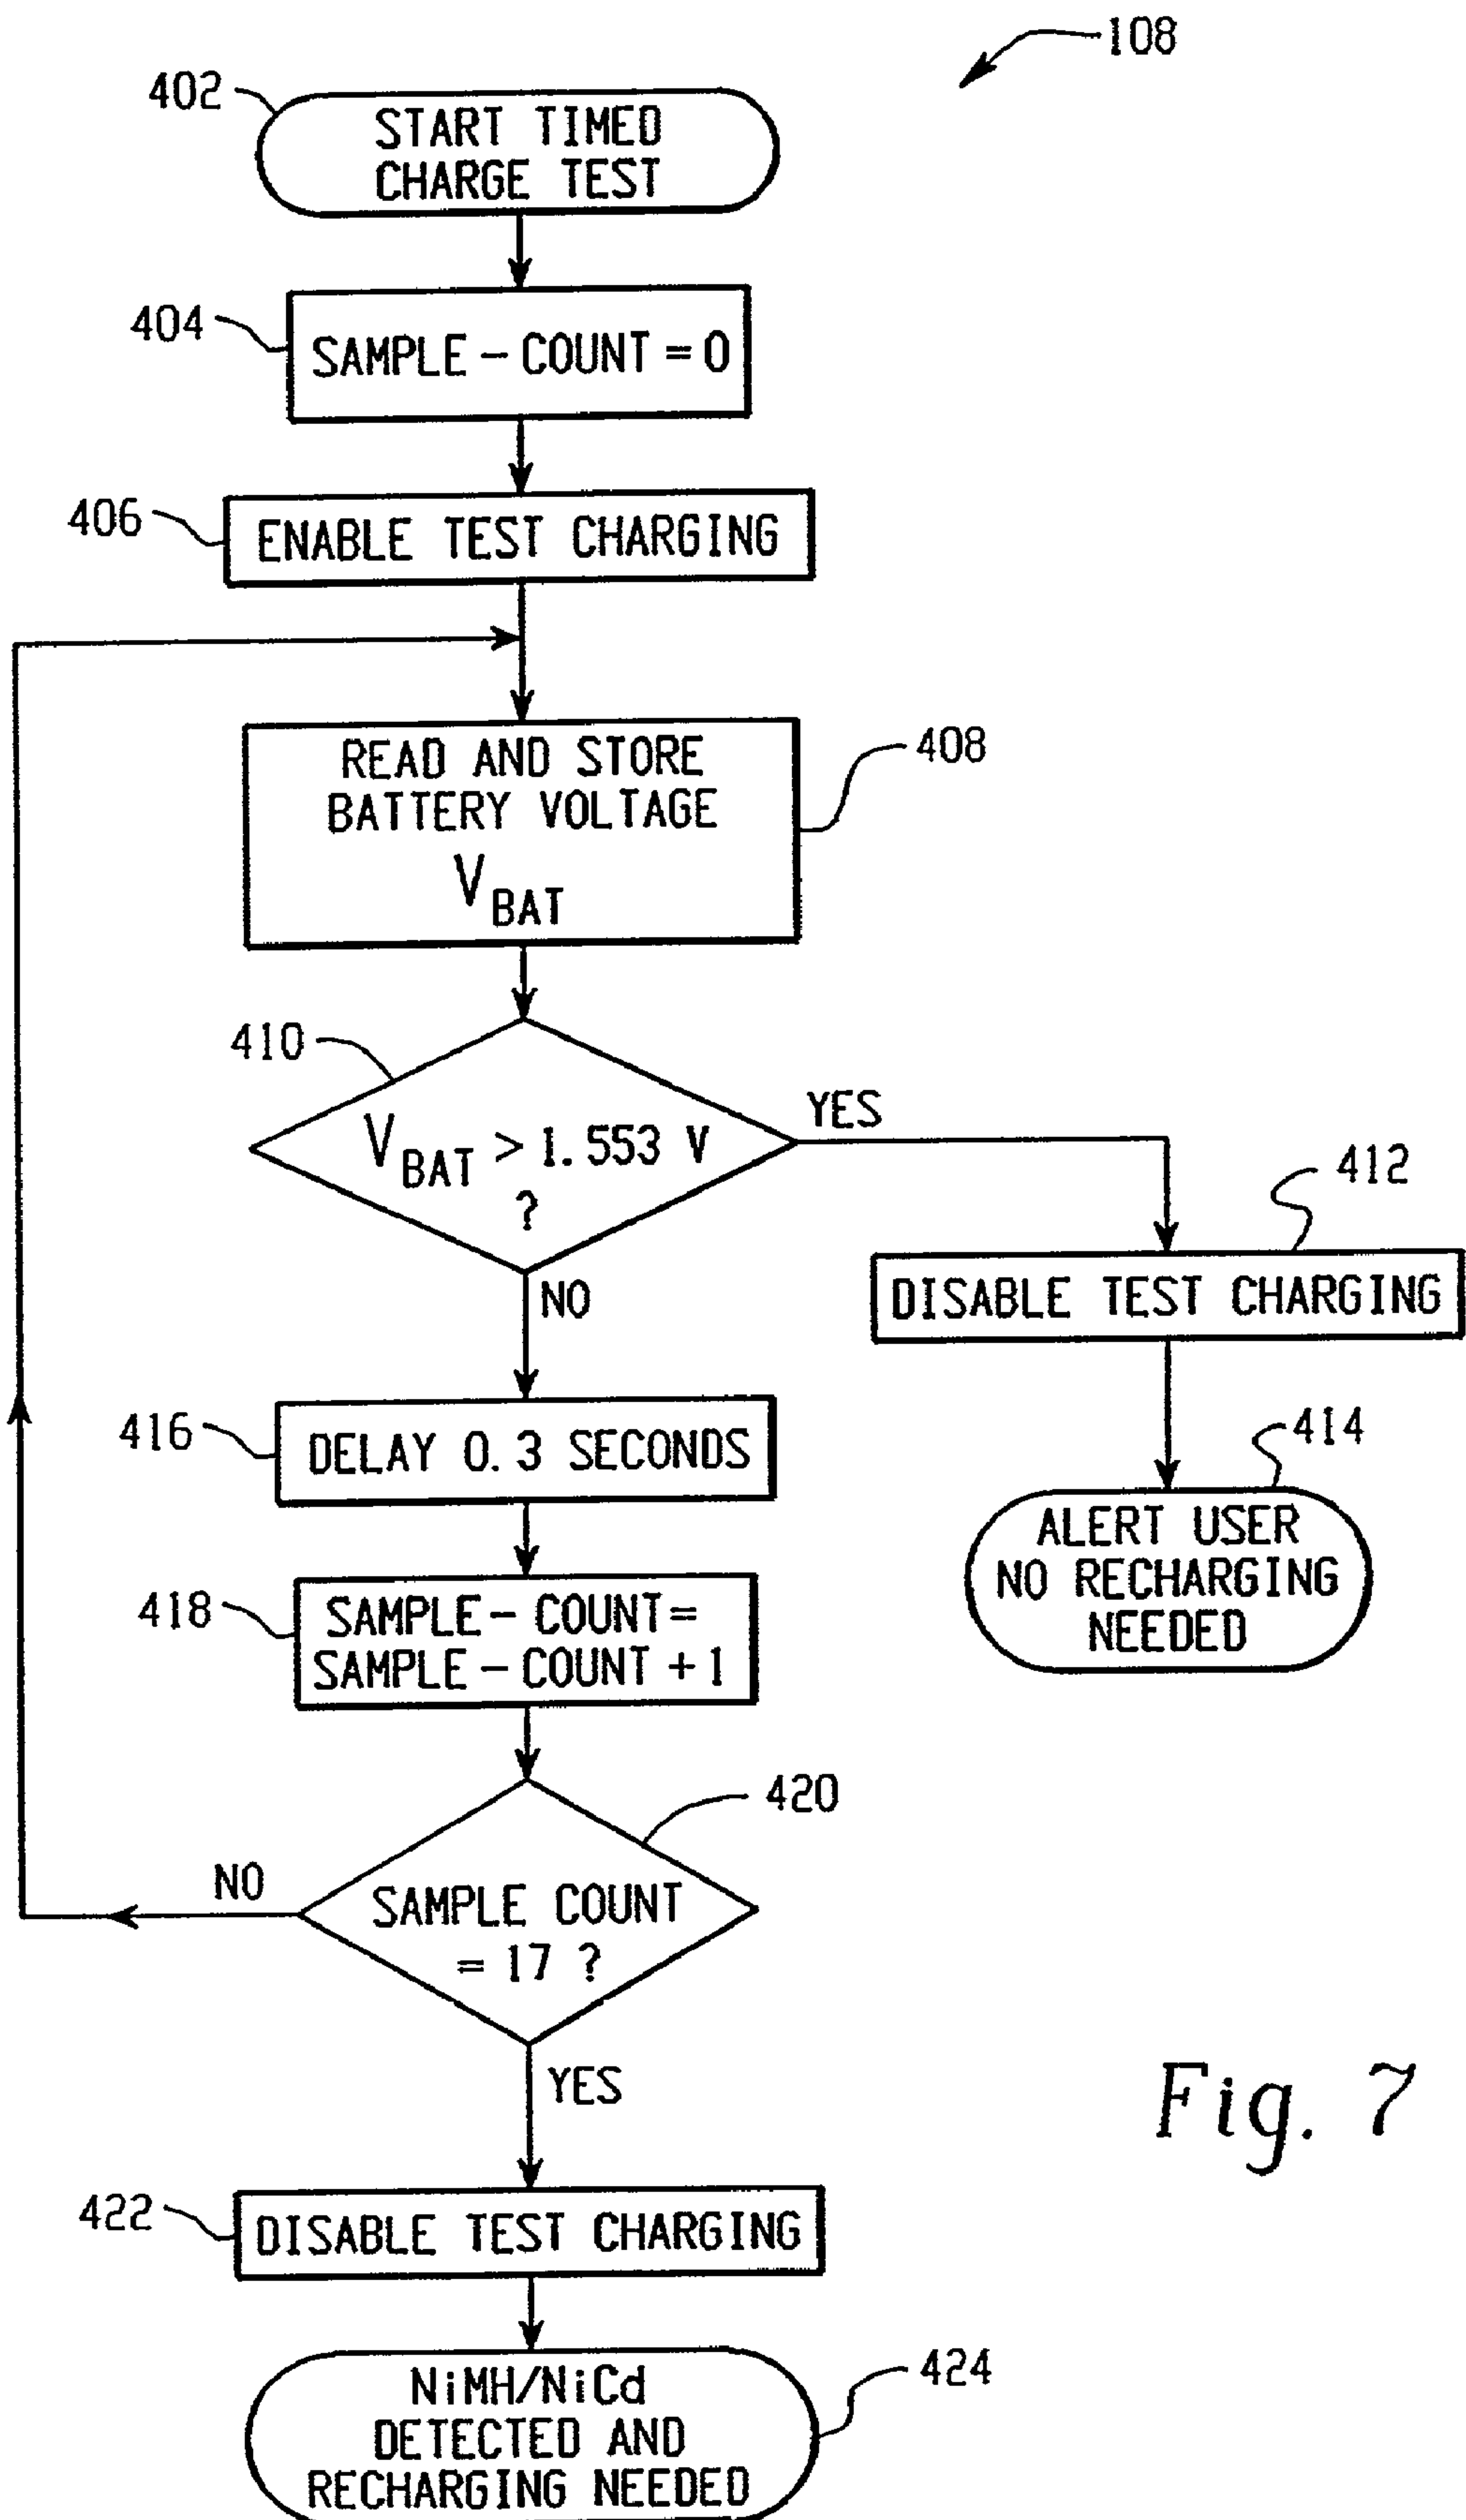 108
402
START TIMED
CHARGE TEST
404
SAMPLE-COUNT=0
406
ENABLE TEST CHARGING
READ AND STORE
BATTERY VOLTAGE
VBAT
408
410
VBAT > 1.553 V
?
YES
NO
412
DISABLE TEST CHARGING
414
ALERT USER
NO RECHARGING
NEEDED
416
DELAY 0.3 SECONDS
418
SAMPLE-COUNT=
SAMPLE-COUNT+1
420
SAMPLE COUNT
= 17 ?
NO
YES
Fig. 7
422
DISABLE TEST CHARGING
424
NiMH/NiCd
DETECTED AND
RECHARGING NEEDED